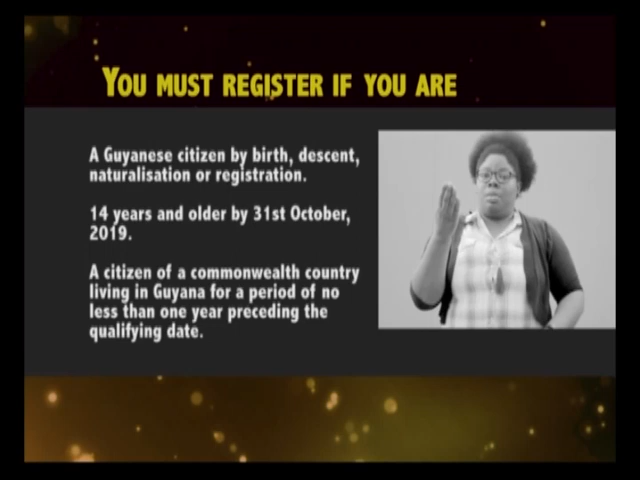 YOU MUST REGISTER IF YOU ARE
A Guyanese citizen by birth, descent,
naturalisation or registration.
14 years and older by 31st October,
2019.
A citizen of a commonwealth country
living in Guyana for a period of no
less than one year preceding the
qualifying date.